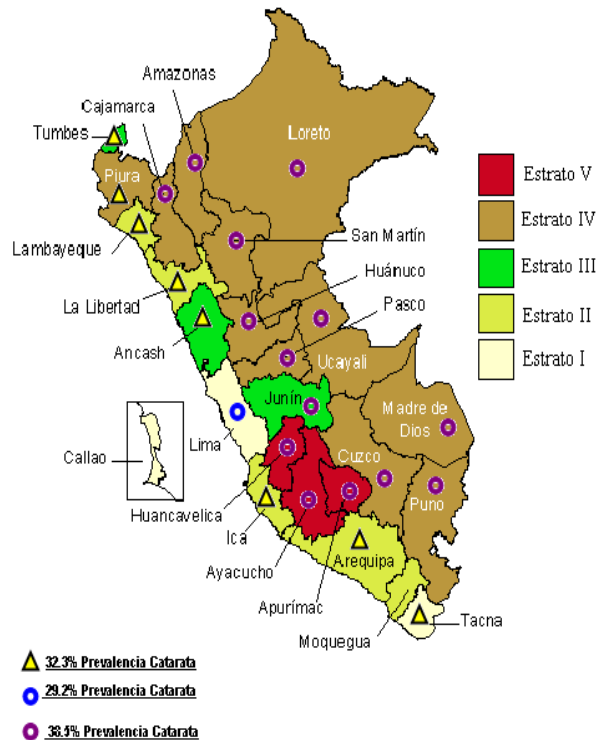 Amazonas
Cajamarca
Loreto
Tumbes
Piura
Estrato V
Estrato IV
San Martín
Lambayeque
Estrato III
Huánuco
La Libertad
Pasco
Estrato II
Ancash
Ucayali
Estrato I
Junín
Madre de
Dios
Lima
Cuzco
Callao
Puno
Huancavelica
Ica
Arequipa
Ayacucho
Apurímac
Tacna
Moquegua
32.3% Prevalencia Catarata
29.2% Prevalencia Catarata
38.5% Prevalencia Catarata